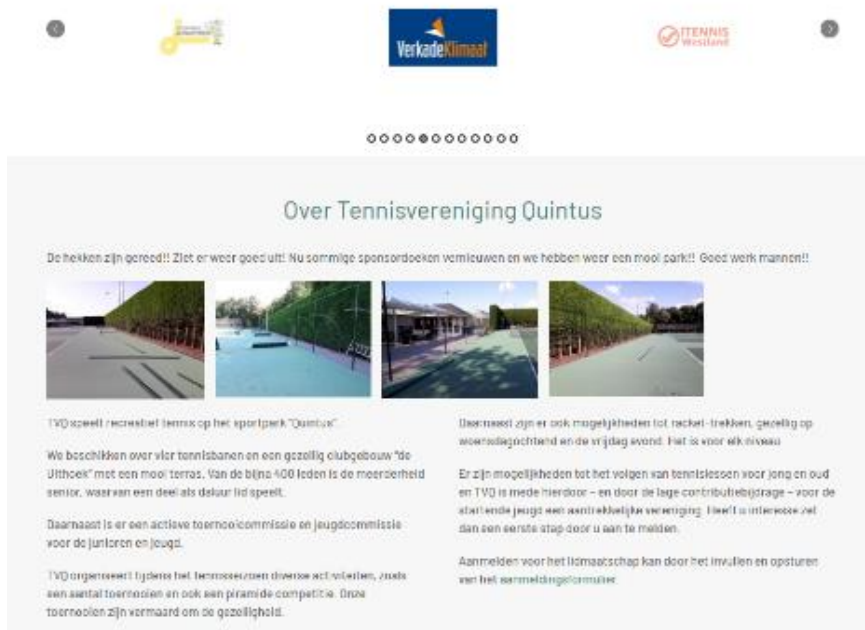 VerkadeKlimaat
TENNIS
Westland
Over Tennisvereniging Quintus
De hekken zijn gereed!! Ziet er weer goed uit! Nu sommige sponsordoeken vernieuwen en we hebben weer een mooi park!! Goed werk mannen!!
TVQ speelt recreatief tennis op het sportpark "Quintus".
We beschikken over vier tennisbanen en een gezellig clubgebouw "de
Uithoek" met een mooi terras. Van de bijna 400 leden is de meerderheid
senior, waarvan een deel als daluur lid speelt.
Daarnaast is er een actieve toernooicommissie en jeugdcommissie
voor de junioren en jeugd.
TVQ organiseert tijdens het tennisseizoen diverse activiteiten, zoals
een aantal toernooien en ook een piramide competitie. Onze
toernooien zijn vermaard om de gezelligheid.
Daarnaast zijn er ook mogelijkheden tot racket-trekken, gezellig op
woensdagochtend en de vrijdag avond. Het is voor elk niveau
Er zijn mogelijkheden tot het volgen van tennislessen voor jong en oud
en TVQ is mede hierdoor – en door de lage contributiebijdrage – voor de
startende jeugd een aantrekkelijke vereniging. Heeft u interesse zet
dan een eerste stap door u aan te melden.
Aanmelden voor het lidmaatschap kan door het invullen en opsturen
van het aanmeldingsformulier.